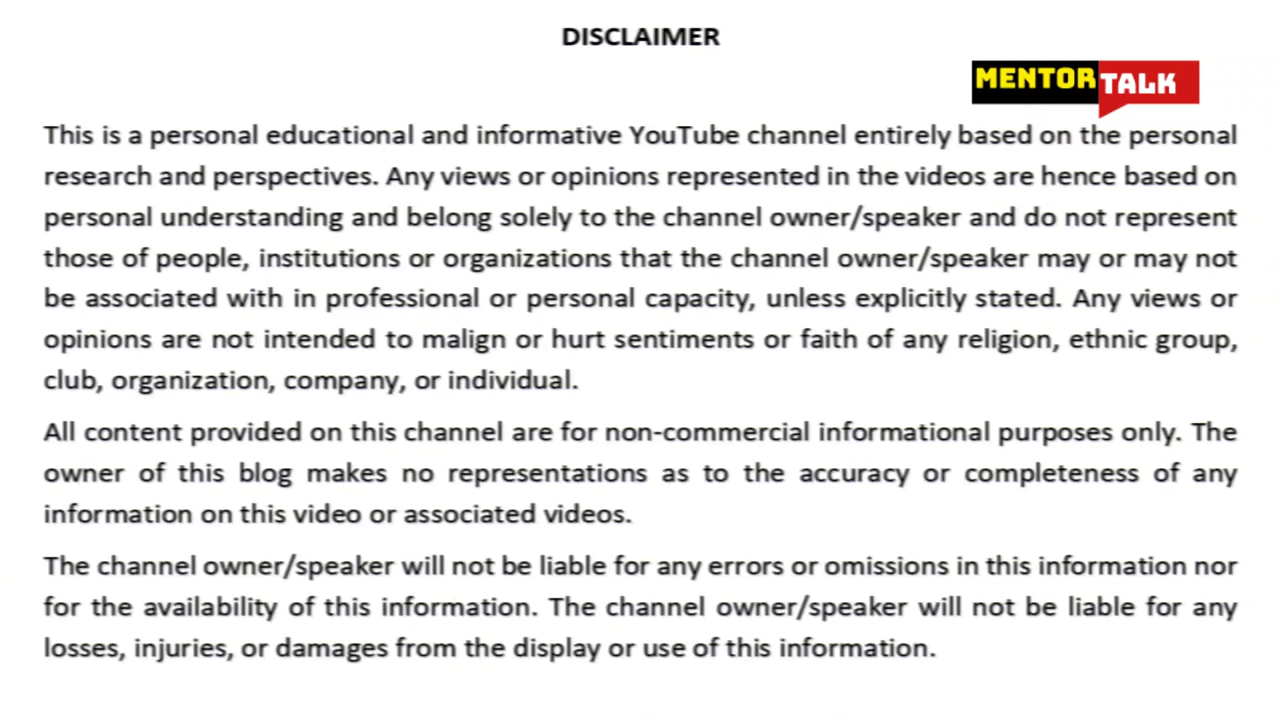 DISCLAIMER
MENTOR TALK
This is a personal educational and informative YouTube channel entirely based on the personal
research and perspectives. Any views or opinions represented in the videos are hence based on
personal understanding and belong solely to the channel owner/speaker and do not represent
those of people, institutions or organizations that the channel owner/speaker may or may not
be associated with in professional or personal capacity, unless explicitly stated. Any views or
opinions are not intended to malign or hurt sentiments or faith of any religion, ethnic group,
club, organization, company, or individual.
All content provided on this channel are for non-commercial informational purposes only. The
owner of this blog makes no representations as to the accuracy or completeness of any
information on this video or associated videos.
The channel owner/speaker will not be liable for any errors or omissions in this information nor
for the availability of this information. The channel owner/speaker will not be liable for any
losses, injuries, or damages from the display or use of this information.